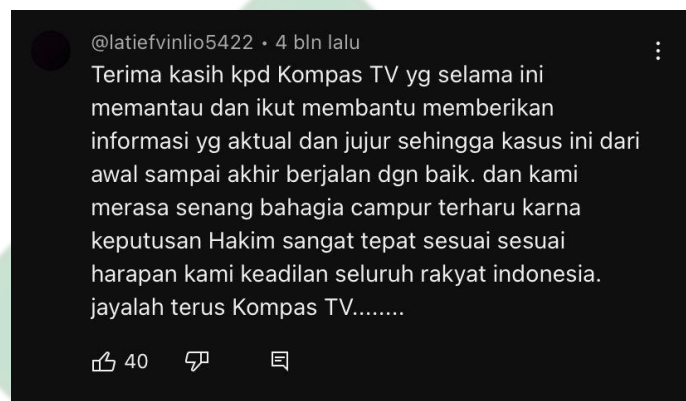 @latiefvinlio5422 • 4 bln lalu
Terima kasih kpd Kompas TV yg selama ini
memantau dan ikut membantu memberikan
informasi yg aktual dan jujur sehingga kasus ini dari
awal sampai akhir berjalan dgn baik. dan kami
merasa senang bahagia campur terharu karna
keputusan Hakim sangat tepat sesuai sesuai
harapan kami keadilan seluruh rakyat indonesia.
jayalah terus Kompas TV........
40